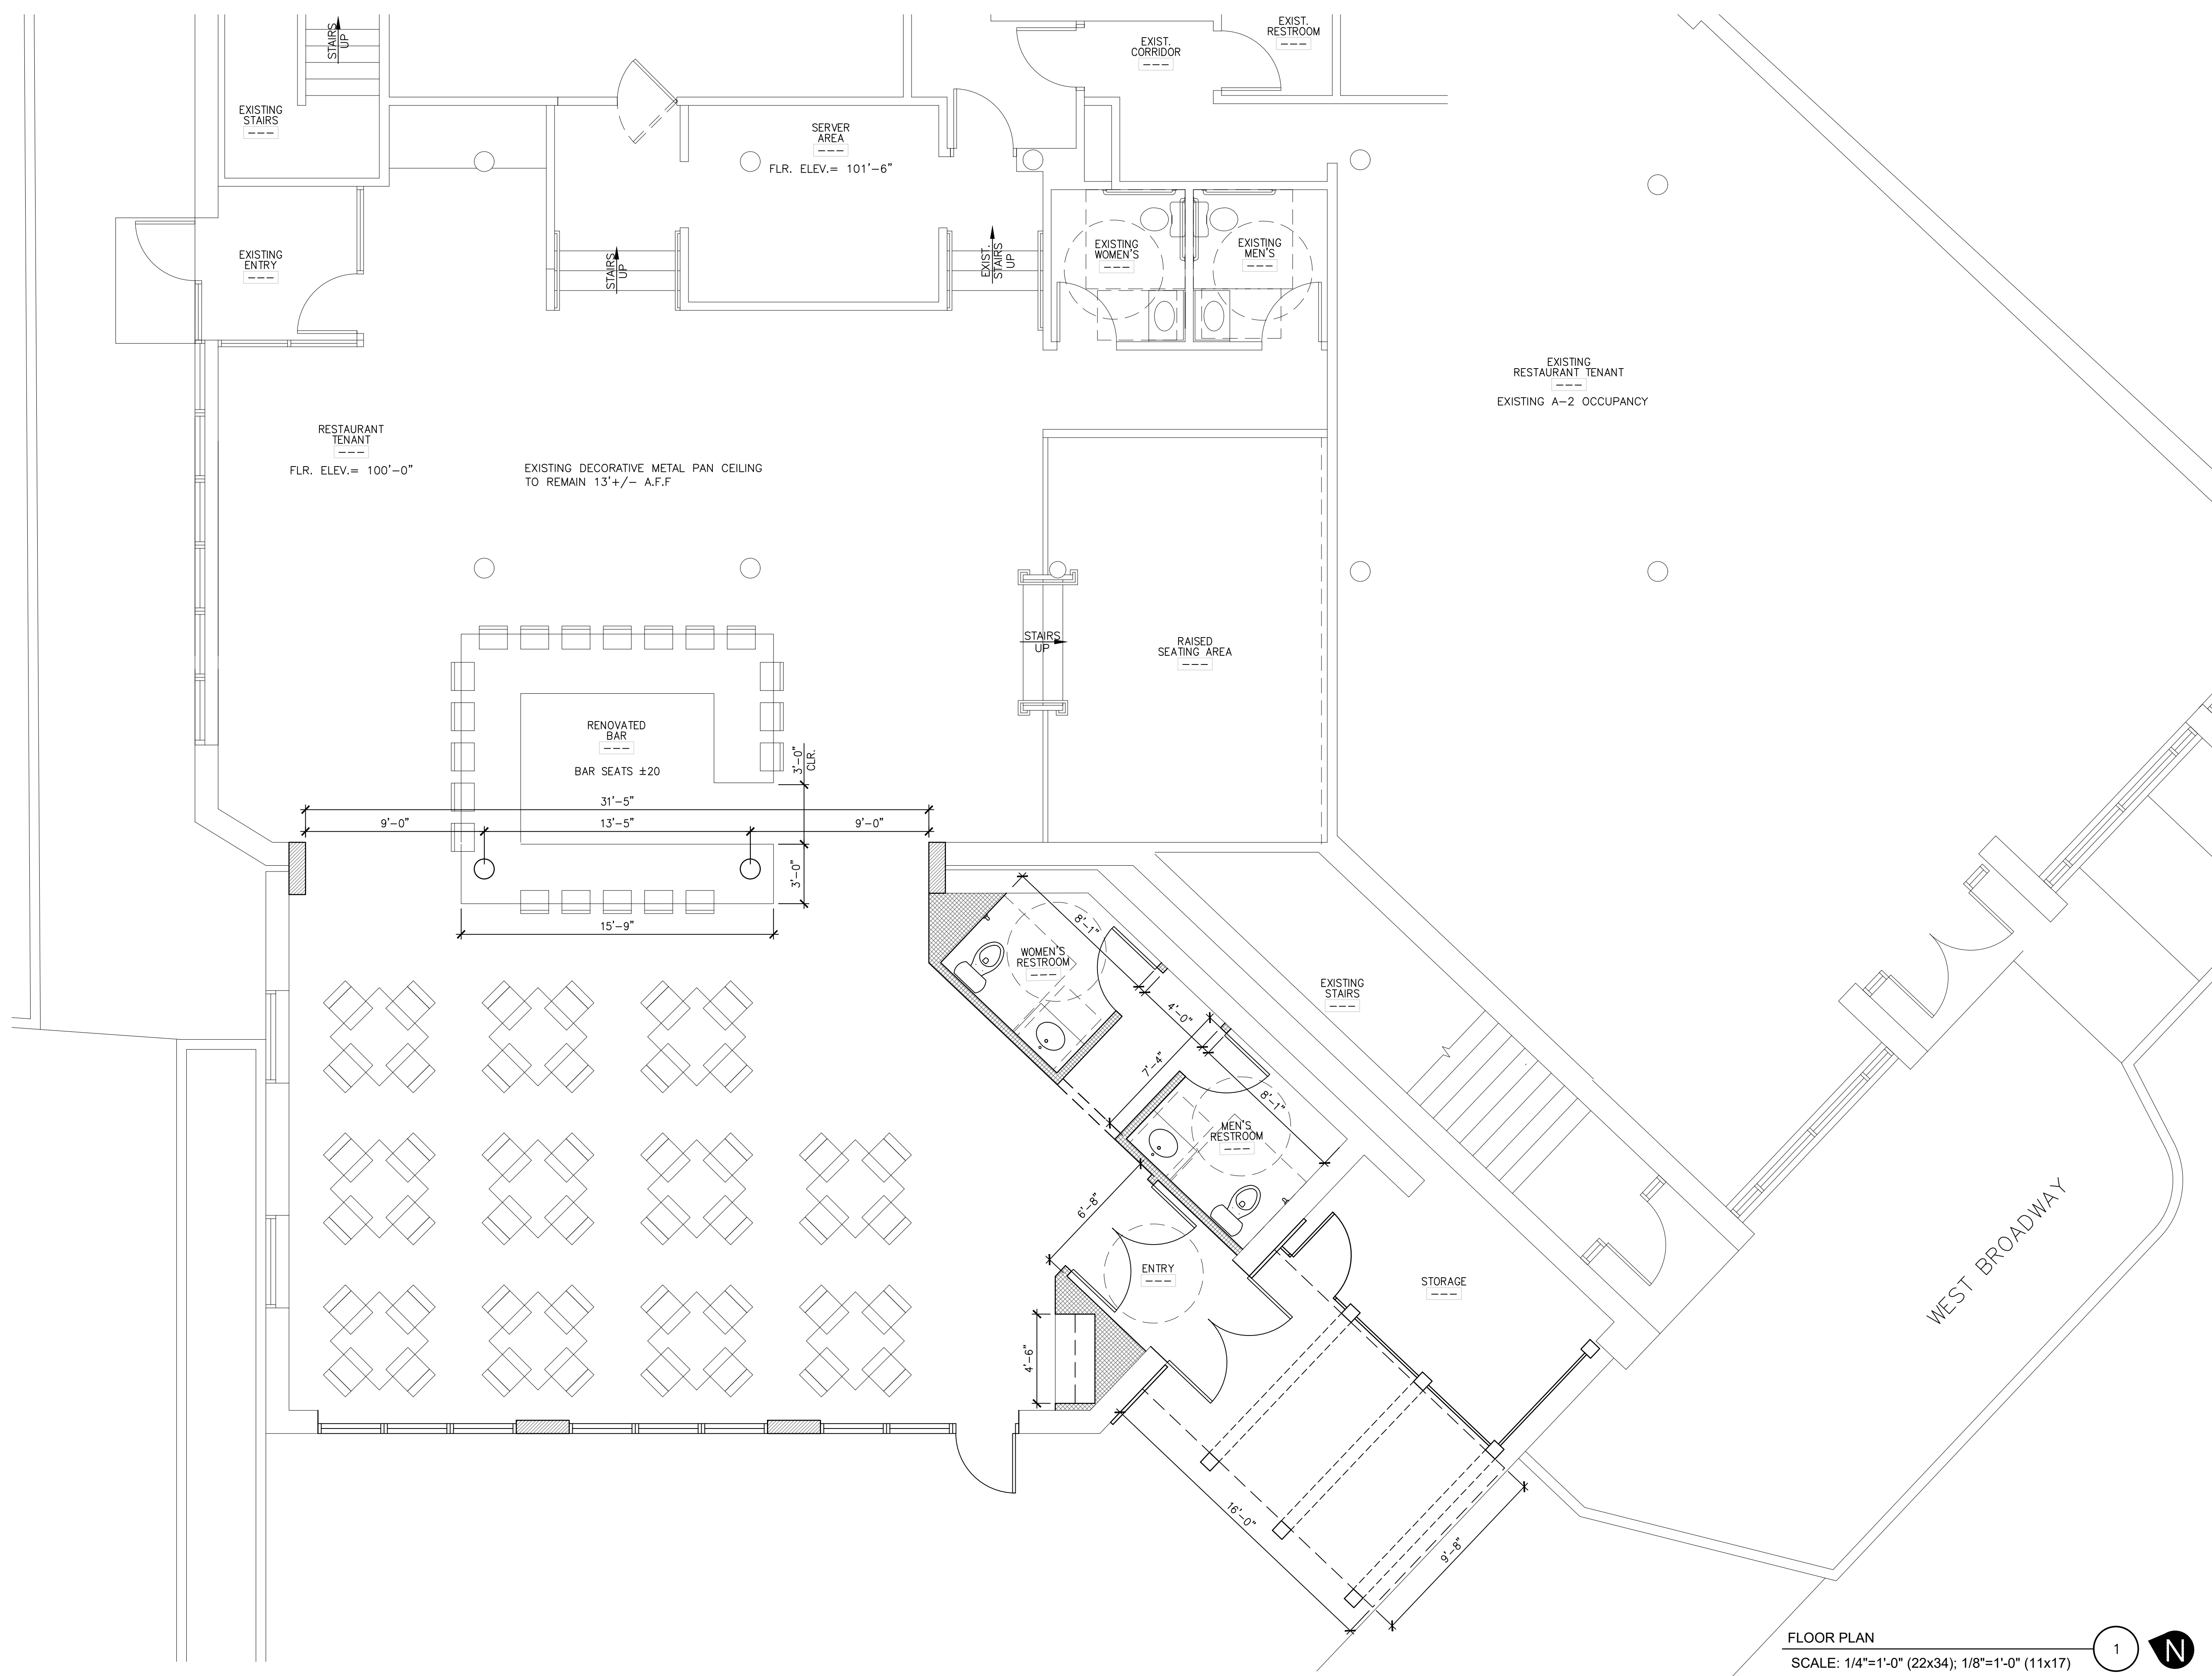 STAIRS
UP
EXIST.
RESTROOM
---
EXIST.
CORRIDOR
---
EXISTING
STAIRS
---
SERVER
AREA
---
FLR. ELEV.= 101'-6"
EXISTING
ENTRY
---
STAIRS
UP
EXIST.
STAIRS
UP
EXISTING
WOMEN'S
---
EXISTING
MEN'S
---
EXISTING
RESTAURANT TENANT
---
EXISTING A-2 OCCUPANCY
RESTAURANT
TENANT
---
FLR. ELEV.= 100'-0"
EXISTING DECORATIVE METAL PAN CEILING
TO REMAIN 13'+/- A.F.F
STAIRS
UP
RAISED
SEATING AREA
---
RENOVATED
BAR
---
BAR SEATS ±20
3'-0"
CLR.
31'-5"
9'-0"
13'-5"
9'-0"
3'-0"
15'-9"
8'-1"
WOMEN'S
RESTROOM
---
4'-0"
7'-4"
EXISTING
STAIRS
---
8'-1"
MEN'S
RESTROOM
---
6'-8"
ENTRY
---
STORAGE
---
WEST BROADWAY
4'-6"
16'-0"
9'-8"
FLOOR PLAN
SCALE: 1/4"=1'-0" (22x34); 1/8"=1'-0" (11x17)
1
N